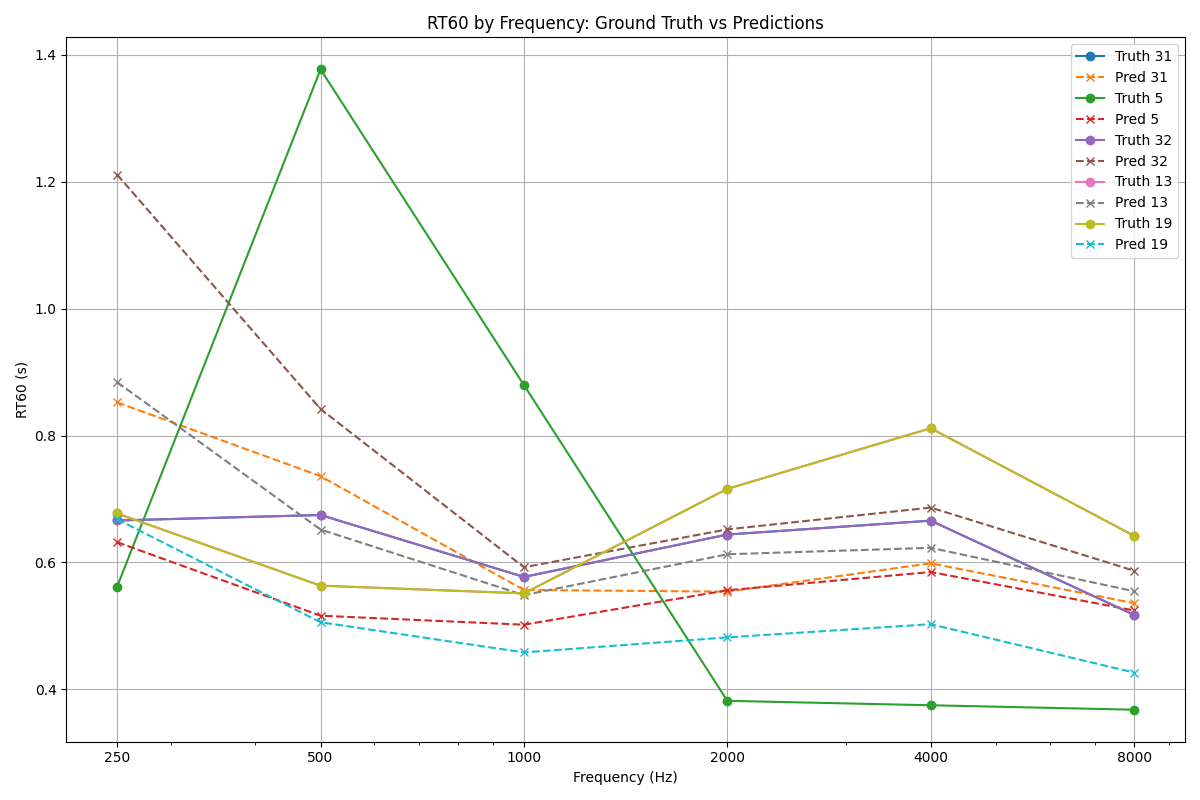 RT60 by Frequency: Ground Truth vs Predictions
1.4
1.2
1.0
0.8
0.6
0.4
RT60 (s)
250
500
1000
2000
4000
8000
Frequency (Hz)
Truth 31
Pred 31
Truth 5
Pred 5
Truth 32
Pred 32
Truth 13
Pred 13
Truth 19
Pred 19